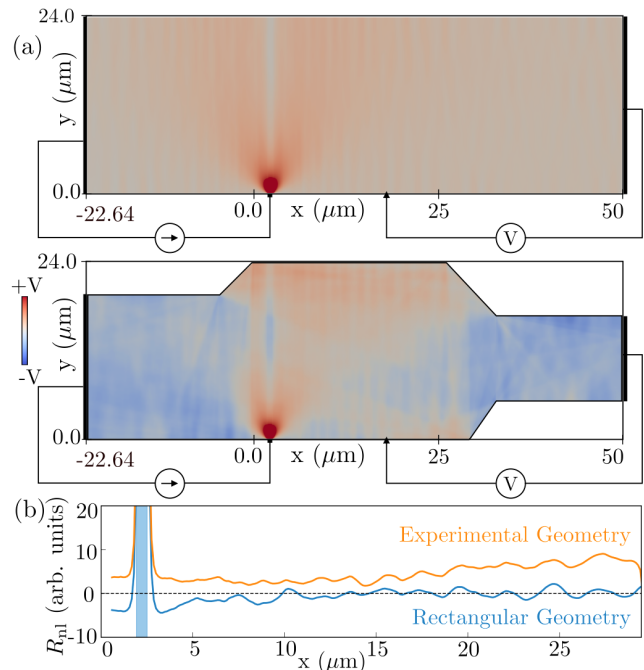 (a)
24.0
y (μm)
0.0
-22.64
0.0
x (μm)
25
50
V
+V
-V
24.0
y (μm)
0.0
-22.64
0.0
x (μm)
25
50
V
(b)
R_nl (arb. units)
20
10
0
-10
Experimental Geometry
Rectangular Geometry
0
5
10
15
20
25
x (μm)